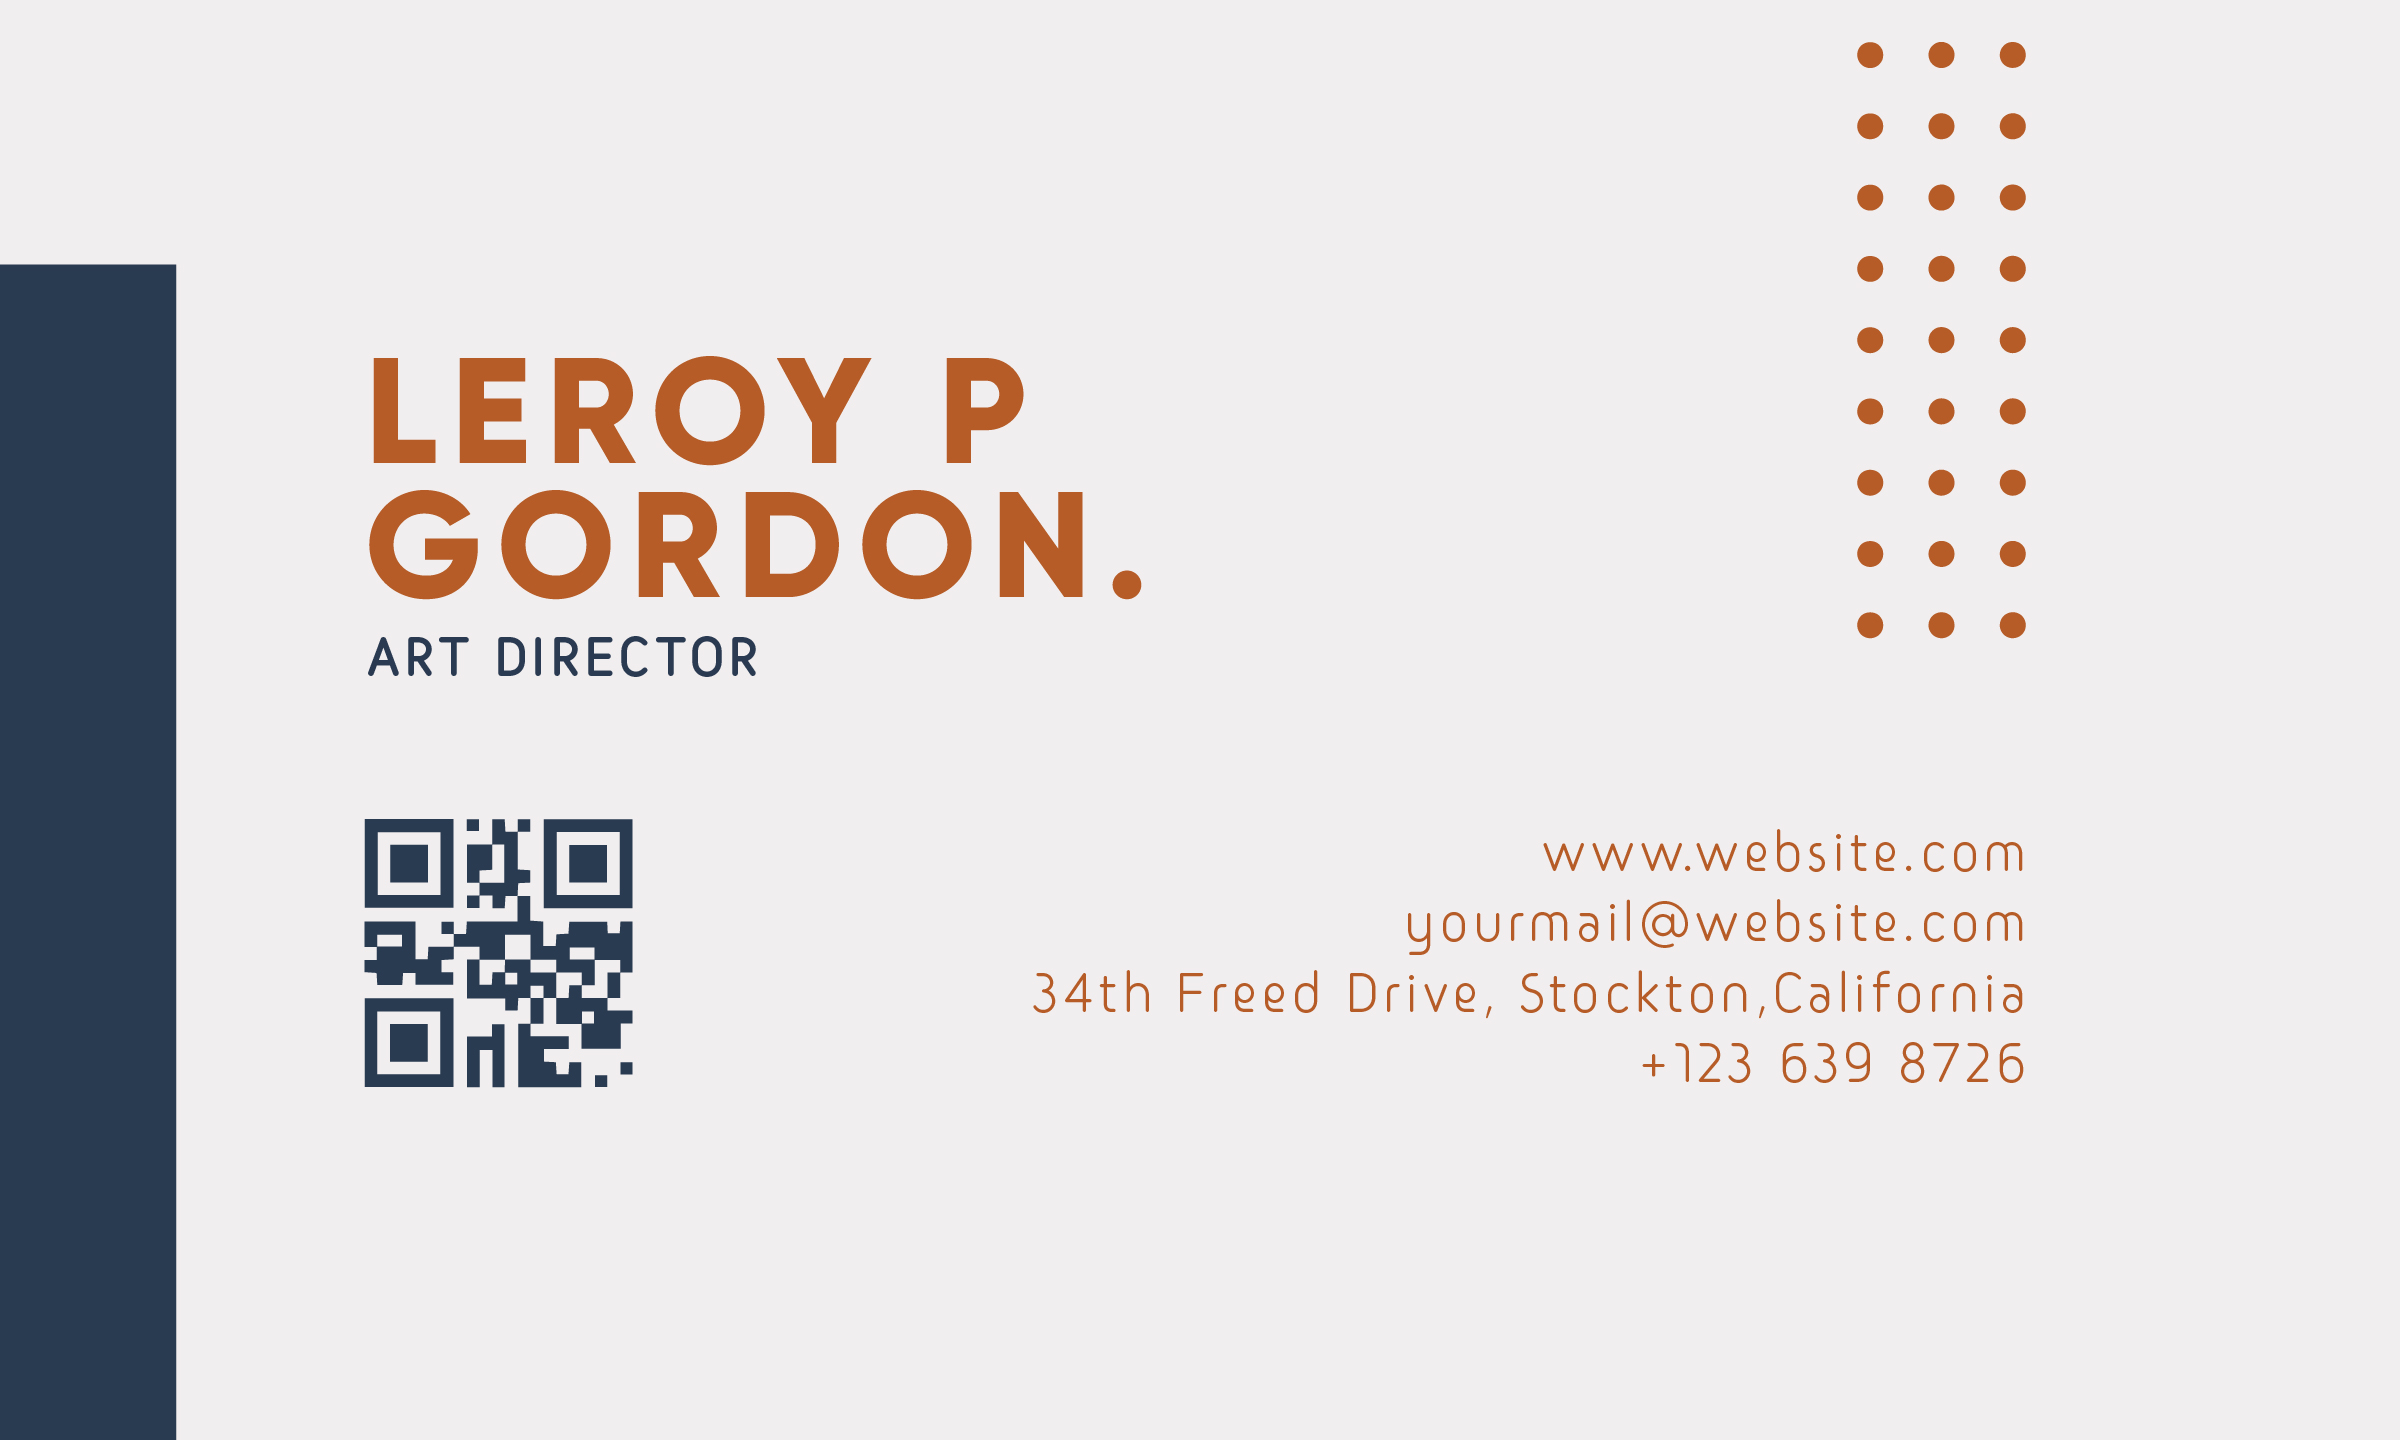 LEROY P
GORDON.
ART DIRECTOR
www.website.com
yourmail@website.com
34th Freed Drive, Stockton,California
+123 639 8726